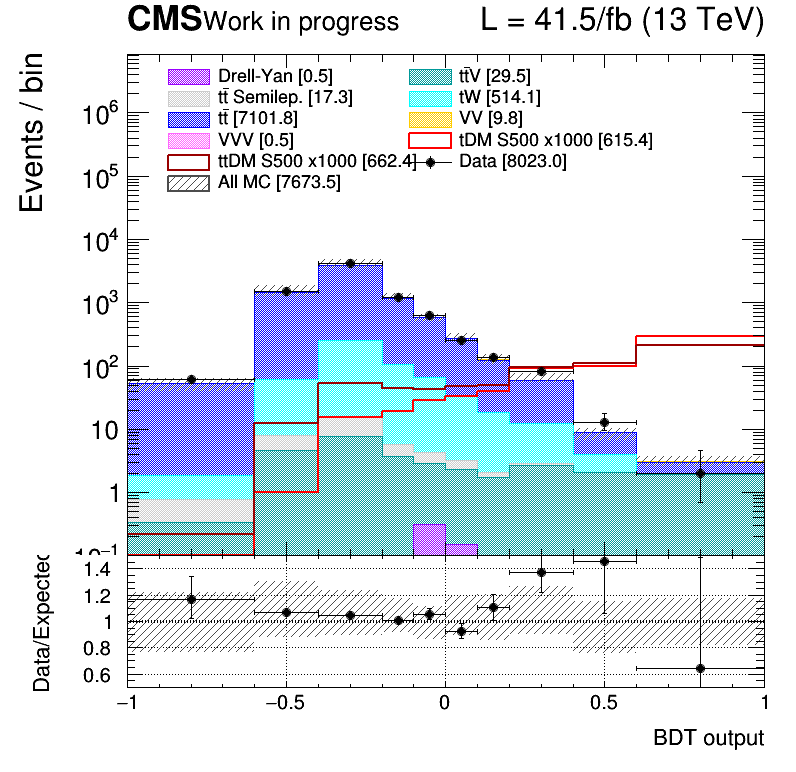 CMS Work in progress L = 41.5/fb (13 TeV)
Events / bin
Drell-Yan [0.5] tt̄V [29.5]
tt̄ Semilep. [17.3] tW [514.1]
tt̄ [7101.8] VV [9.8]
VVV [0.5] tDM S500 x1000 [615.4]
ttDM S500 x1000 [662.4] Data [8023.0]
All MC [7673.5]
10⁶
10⁵
10⁴
10³
10²
10
1
10⁻¹
Data/Expected
1.4
1.2
1
0.8
0.6
−1 −0.5 0 0.5 1
BDT output